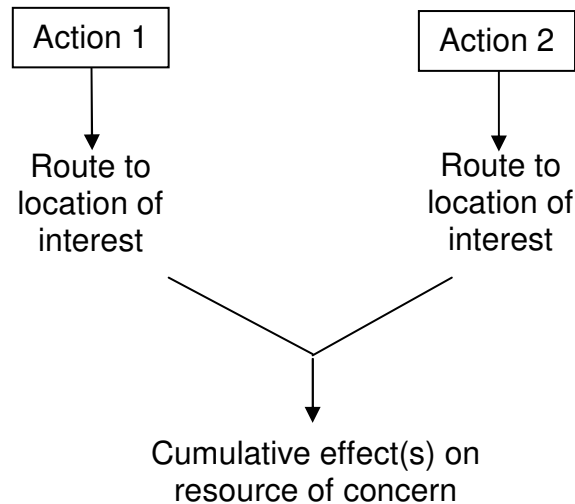 Action 1
Action 2
Route to
location of
interest
Route to
location of
interest
Cumulative effect(s) on
resource of concern